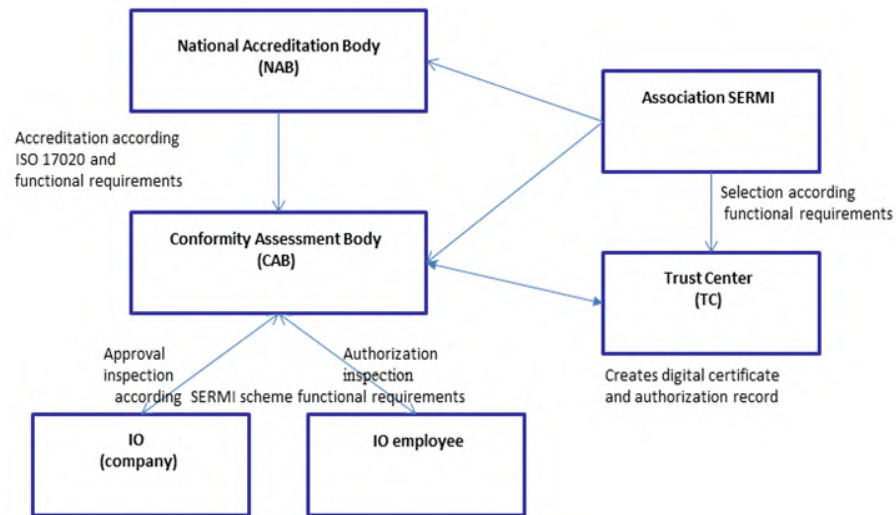 National Accreditation Body
(NAB)
Association SERMI
Accreditation according
ISO 17020 and
functional requirements
Selection according
functional requirements
Conformity Assessment Body
(CAB)
Trust Center
(TC)
Approval
inspection
Authorization
inspection
according SERMI scheme functional requirements
Creates digital certificate
and authorization record
IO
(company)
IO employee